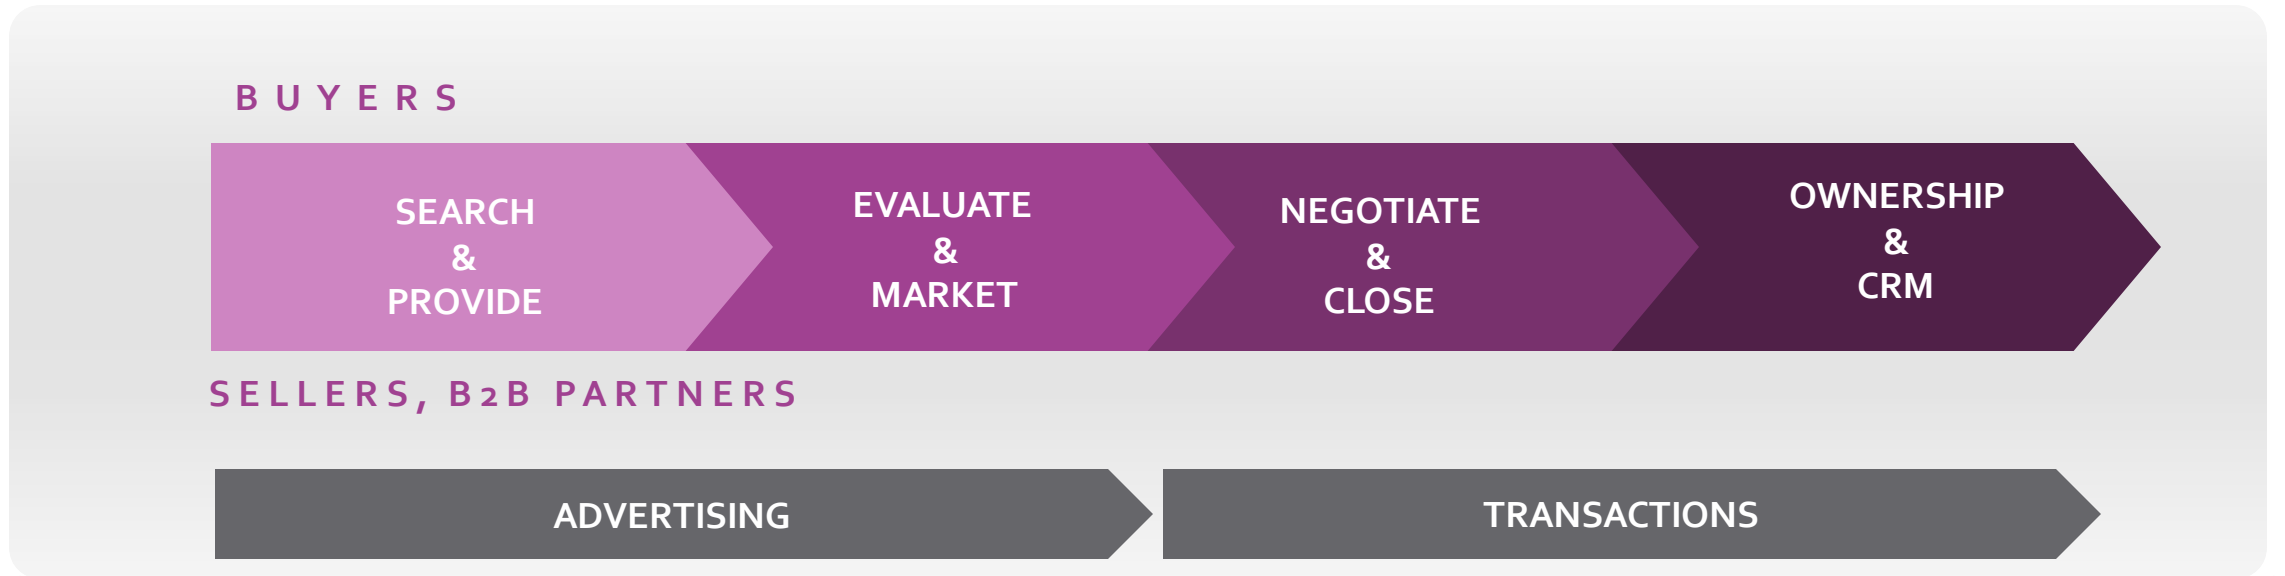 BUYERS
SEARCH
&
PROVIDE
EVALUATE
&
MARKET
NEGOTIATE
&
CLOSE
OWNERSHIP
&
CRM
SELLERS, B2B PARTNERS
ADVERTISING
TRANSACTIONS